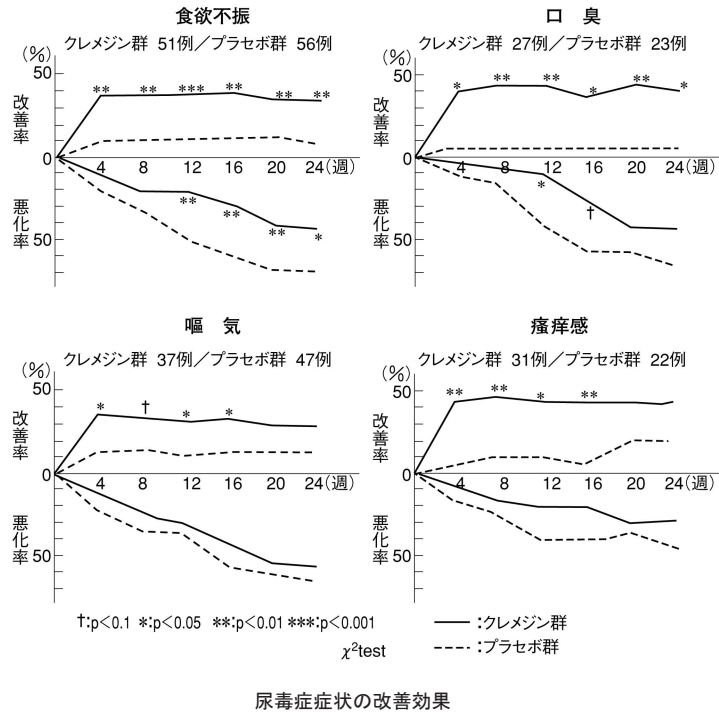 食欲不振
クレメジン群 51例／プラセボ群 56例
(%)
50
改善率
** ** *** ** ** **
0
4 8 12 16 20 24(週)
悪化率
50
** ** ** *
口 臭
クレメジン群 27例／プラセボ群 23例
(%)
50
改善率
* ** ** * ** *
0
4 8 12 16 20 24(週)
悪化率
50
* †
嘔 気
クレメジン群 37例／プラセボ群 47例
(%)
50
改善率
* † * *
0
4 8 12 16 20 24(週)
悪化率
50
瘙痒感
クレメジン群 31例／プラセボ群 22例
(%)
50
改善率
** ** * **
0
4 8 12 16 20 24(週)
悪化率
50
†:p<0.1 *:p<0.05 **:p<0.01 ***:p<0.001
χ²test
:クレメジン群
:プラセボ群
尿毒症症状の改善効果